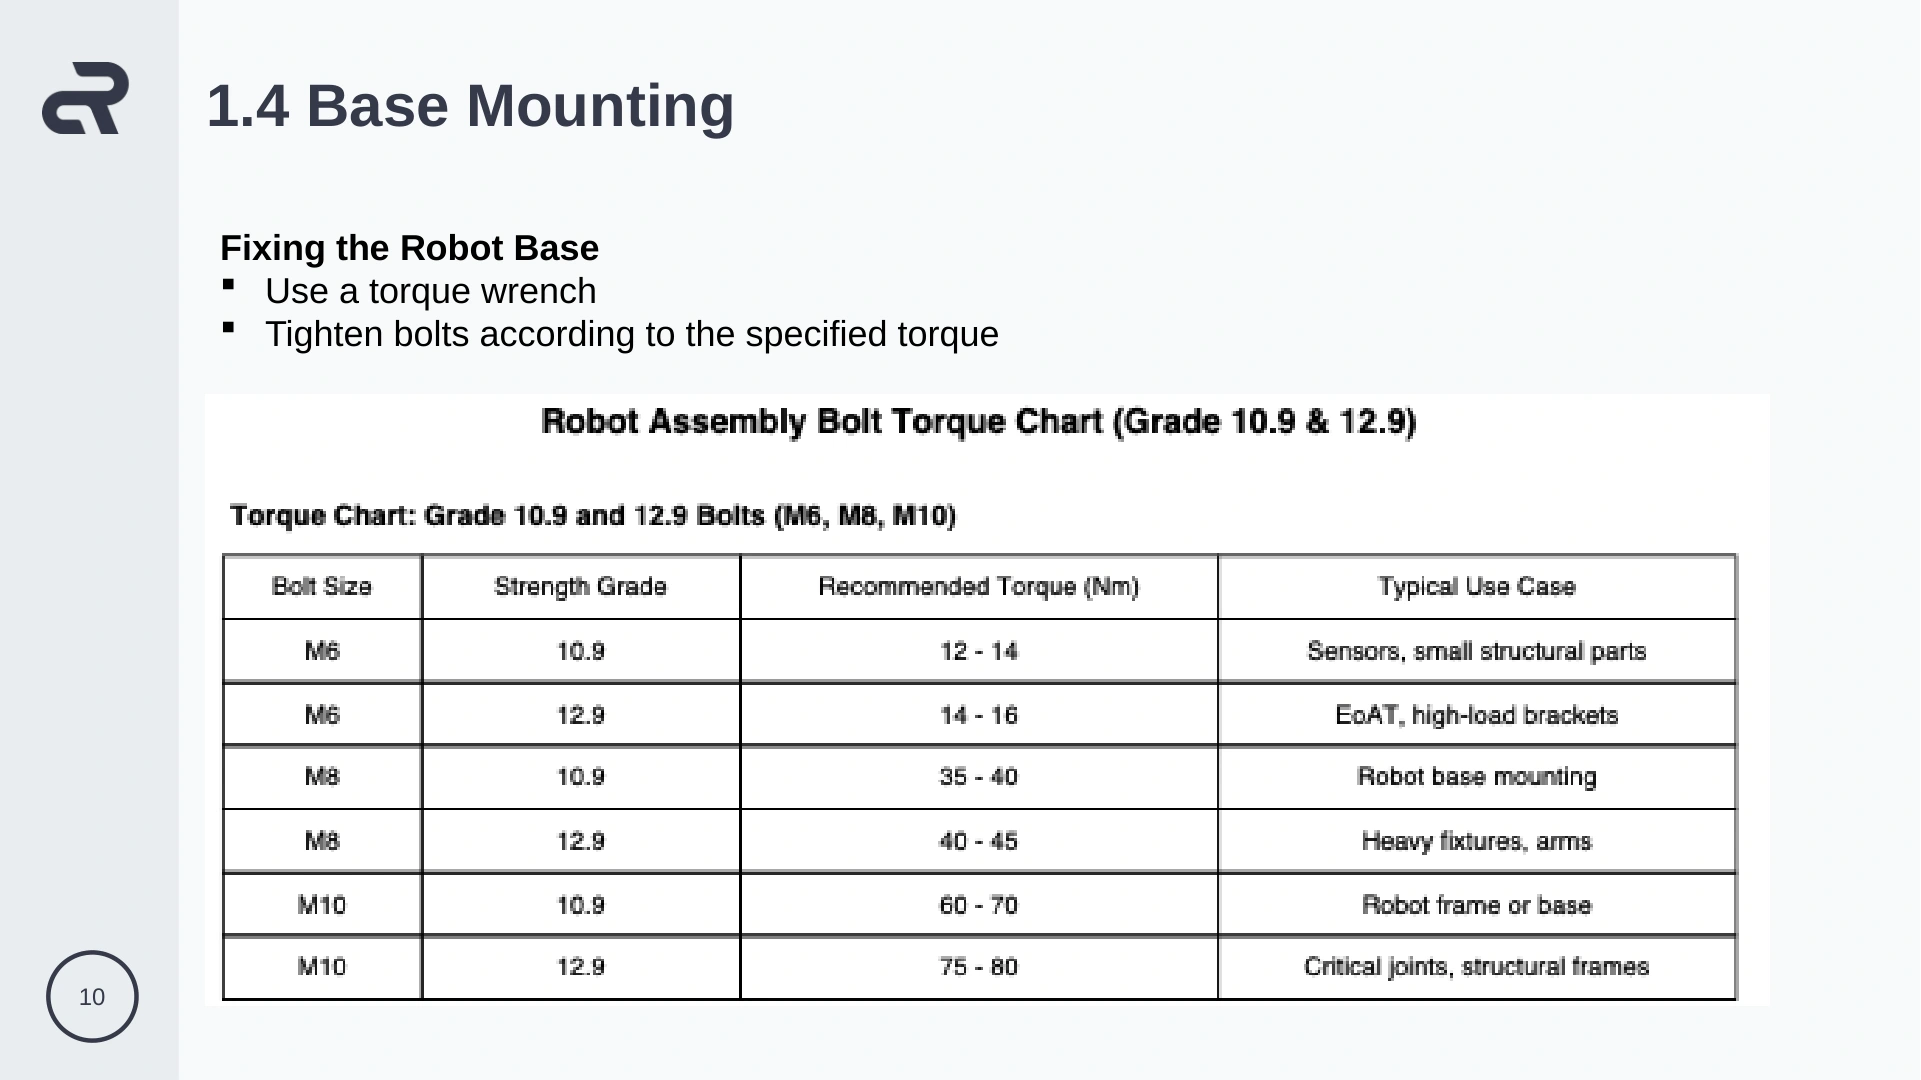 1.4 Base Mounting
Fixing the Robot Base
▪ Use a torque wrench
▪ Tighten bolts according to the specified torque
Robot Assembly Bolt Torque Chart (Grade 10.9 & 12.9)
Torque Chart: Grade 10.9 and 12.9 Bolts (M6, M8, M10)
Bolt Size Strength Grade Recommended Torque (Nm) Typical Use Case
M6 10.9 12 - 14 Sensors, small structural parts
M6 12.9 14 - 16 EoAT, high-load brackets
M8 10.9 35 - 40 Robot base mounting
M8 12.9 40 - 45 Heavy fixtures, arms
M10 10.9 60 - 70 Robot frame or base
M10 12.9 75 - 80 Critical joints, structural frames
10